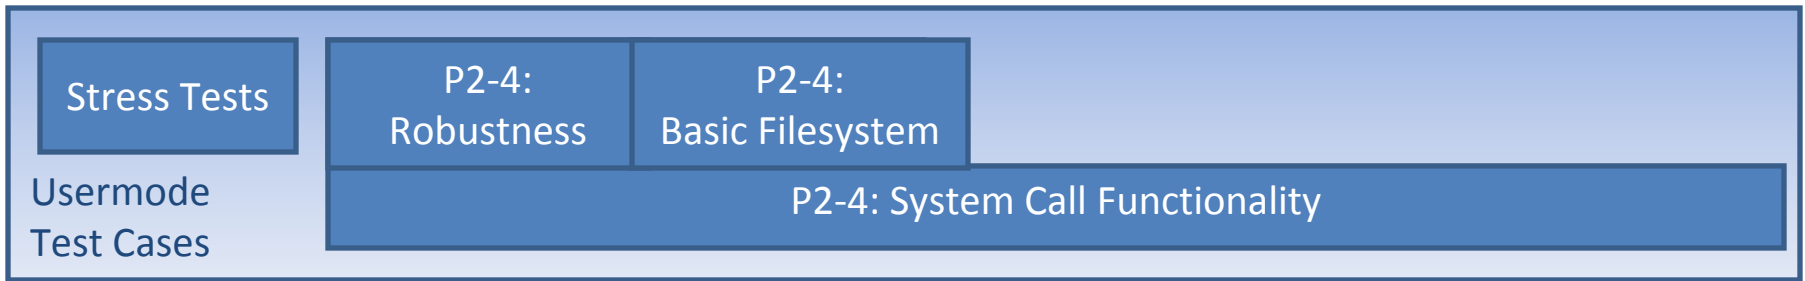 Stress Tests
P2-4:
Robustness
P2-4:
Basic Filesystem
Usermode
Test Cases
P2-4: System Call Functionality